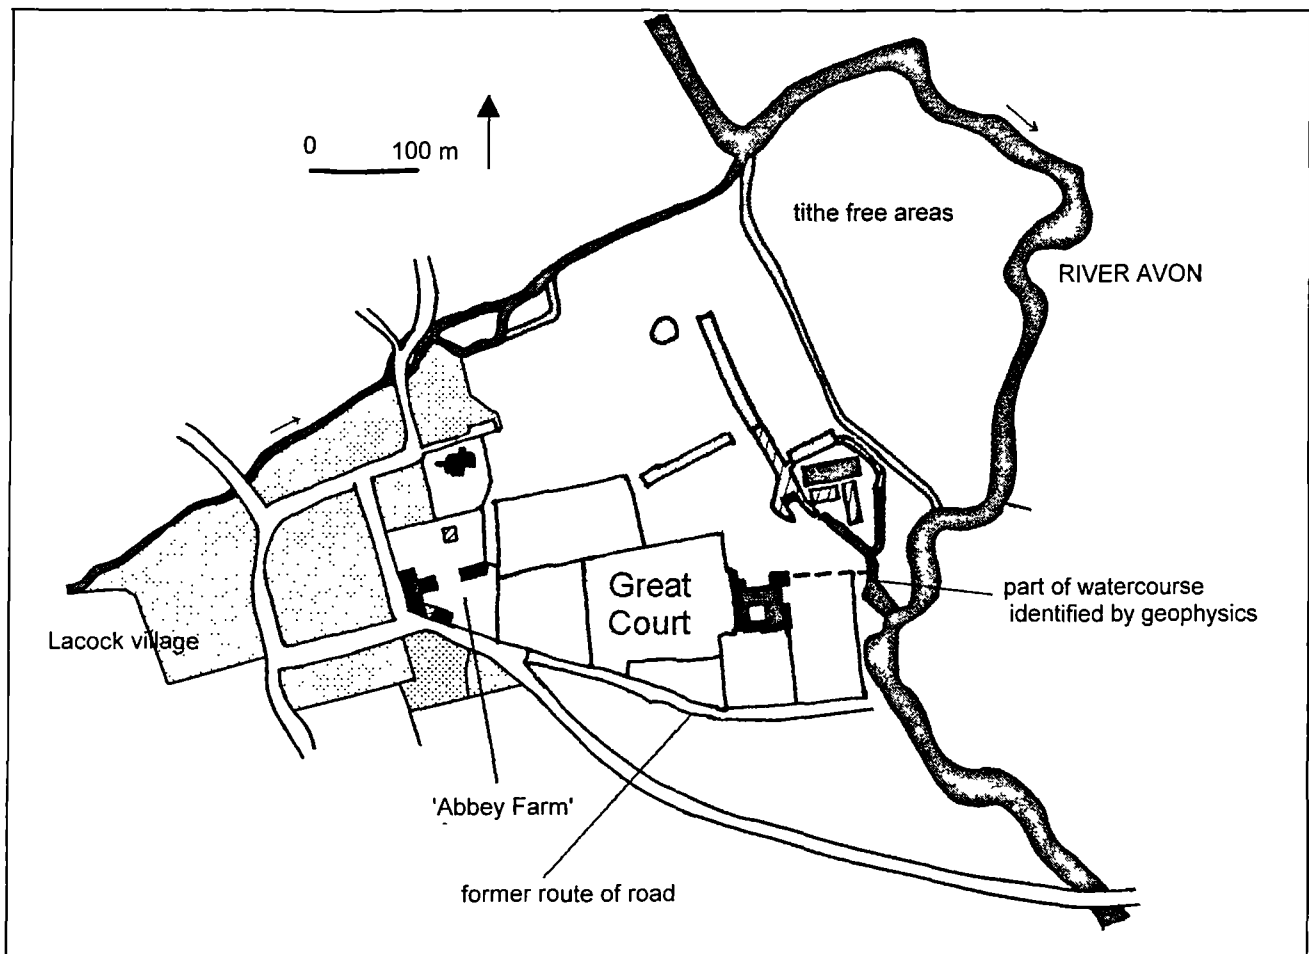 0 100 m
tithe free areas
RIVER AVON
Great
Court
part of watercourse
identified by geophysics
Lacock village
'Abbey Farm'
former route of road